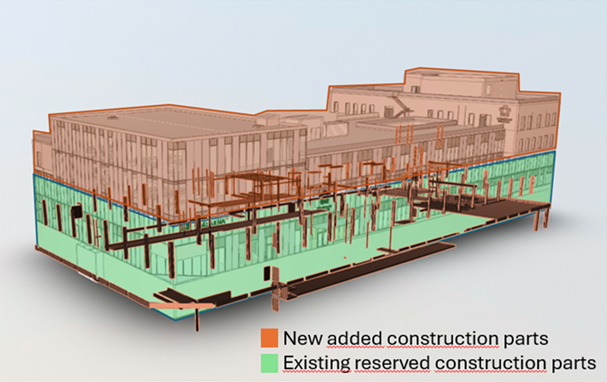 New added construction parts
Existing reserved construction parts